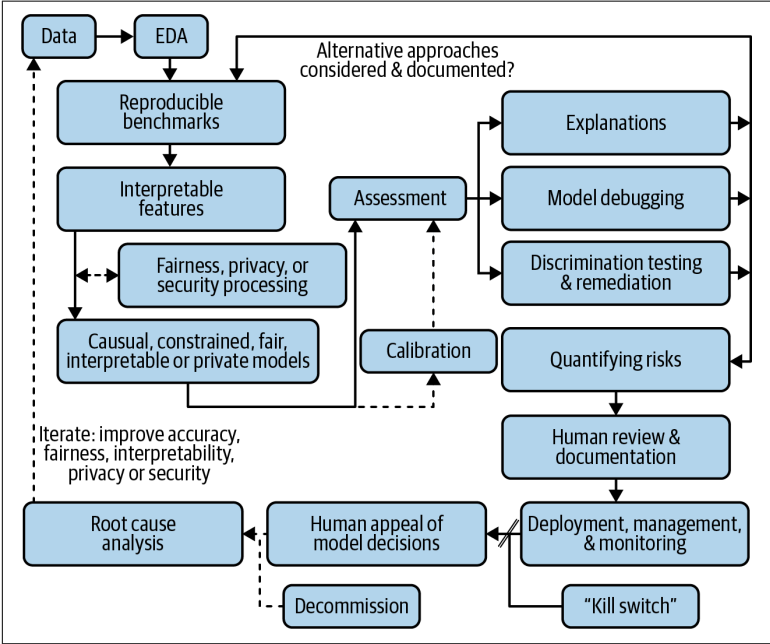 Data
EDA
Alternative approaches
considered & documented?
Reproducible
benchmarks
Explanations
Interpretable
features
Assessment
Model debugging
Fairness, privacy, or
security processing
Discrimination testing
& remediation
Causual, constrained, fair,
interpretable or private models
Calibration
Quantifying risks
Iterate: improve accuracy,
fairness, interpretability,
privacy or security
Human review &
documentation
Root cause
analysis
Human appeal of
model decisions
Deployment, management,
& monitoring
Decommission
“Kill switch”